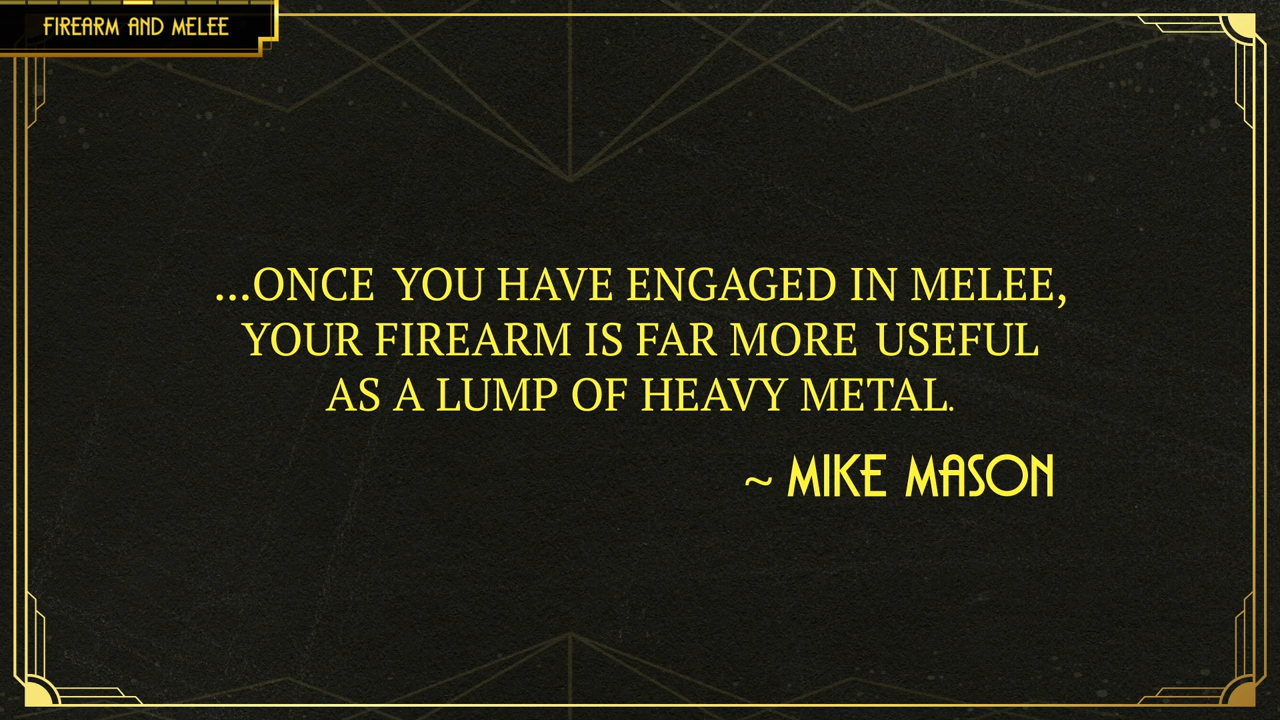 FIREARM AND MELEE
...ONCE YOU HAVE ENGAGED IN MELEE,
YOUR FIREARM IS FAR MORE USEFUL
AS A LUMP OF HEAVY METAL.
~ MIKE MASON